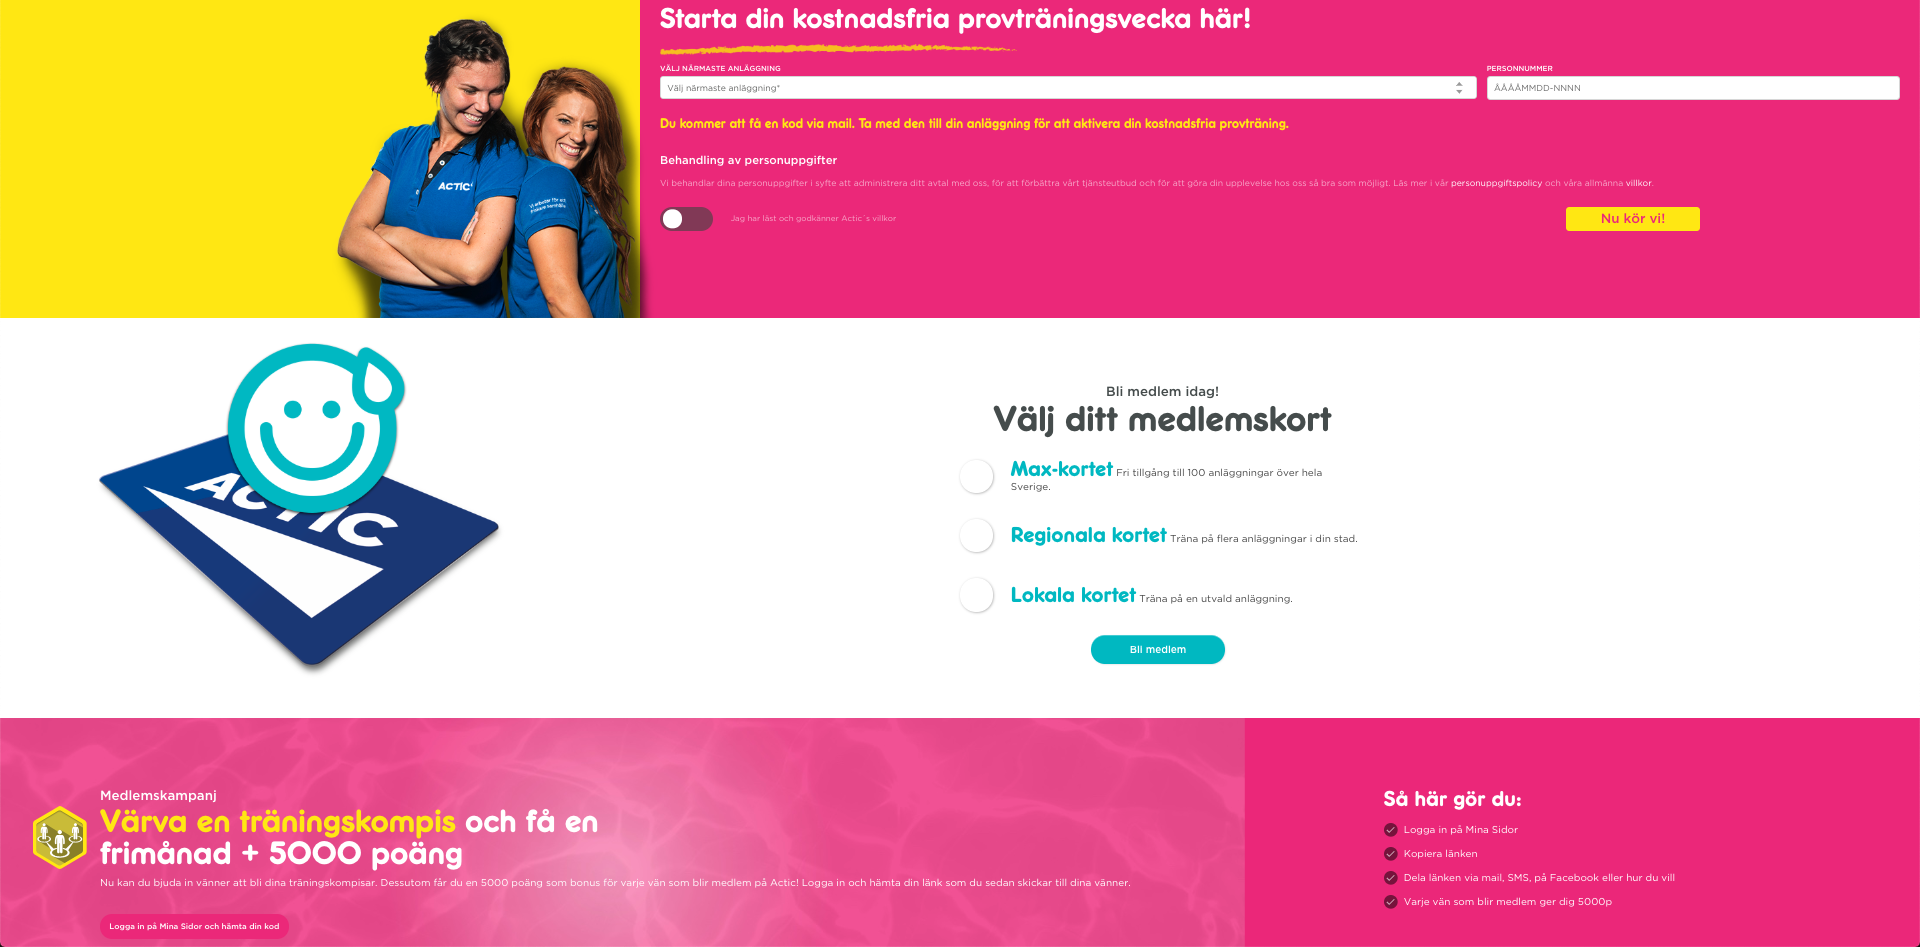 Starta din kostnadsfria provträningsvecka här!
VÄLJ NÄRMASTE ANLÄGGNING
PERSONNUMMER
Välj närmaste anläggning*
ÅÅÅÅMMDD-NNNN
Du kommer att få en kod via mail. Ta med den till din anläggning för att aktivera din kostnadsfria provträning.
Behandling av personuppgifter
Vi behandlar dina personuppgifter i syfte att administrera ditt avtal med oss, för att förbättra vårt tjänsteutbud och för att göra din upplevelse hos oss så bra som möjligt. Läs mer i vår personuppgiftspolicy och våra allmänna villkor.
Jag har läst och godkänner Actic´s villkor
Nu kör vi!
ACTIC
Vi arbetar för ett
friskare samhälle
ACTIC
Bli medlem idag!
Välj ditt medlemskort
Max-kortet Fri tillgång till 100 anläggningar över hela
Sverige.
Regionala kortet Träna på flera anläggningar i din stad.
Lokala kortet Träna på en utvald anläggning.
Bli medlem
Medlemskampanj
Värva en träningskompis och få en
frimånad + 5000 poäng
Nu kan du bjuda in vänner att bli dina träningskompisar. Dessutom får du en 5000 poäng som bonus för varje vän som blir medlem på Actic! Logga in och hämta din länk som du sedan skickar till dina vänner.
Logga in på Mina Sidor och hämta din kod
Så här gör du:
Logga in på Mina Sidor
Kopiera länken
Dela länken via mail, SMS, på Facebook eller hur du vill
Varje vän som blir medlem ger dig 5000p